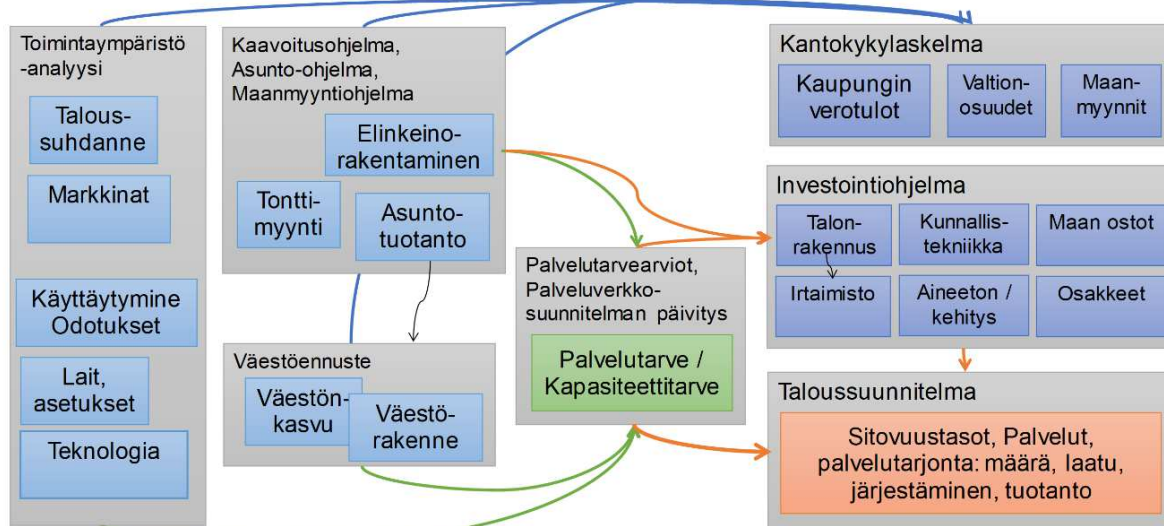 Toimintaympäristö
-analyysi
Talous-
suhdanne
Markkinat
Käyttäytymine
Odotukset
Lait,
asetukset
Teknologia
Kaavoitusohjelma,
Asunto-ohjelma,
Maanmyyntiohjelma
Elinkeino-
rakentaminen
Tontti-
myynti
Asunto-
tuotanto
Väestöennuste
Väestön-
kasvu
Väestö-
rakenne
Palvelutarvearviot,
Palveluverkko-
suunnitelman päivitys
Palvelutarve /
Kapasiteettitarve
Kantokykylaskelma
Kaupungin
verotulot
Valtion-
osuudet
Maan-
myynnit
Investointiohjelma
Talon-
rakennus
Kunnallis-
tekniikka
Maan ostot
Irtaimisto
Aineeton /
kehitys
Osakkeet
Taloussuunnitelma
Sitovuustasot, Palvelut,
palvelutarjonta: määrä, laatu,
järjestäminen, tuotanto